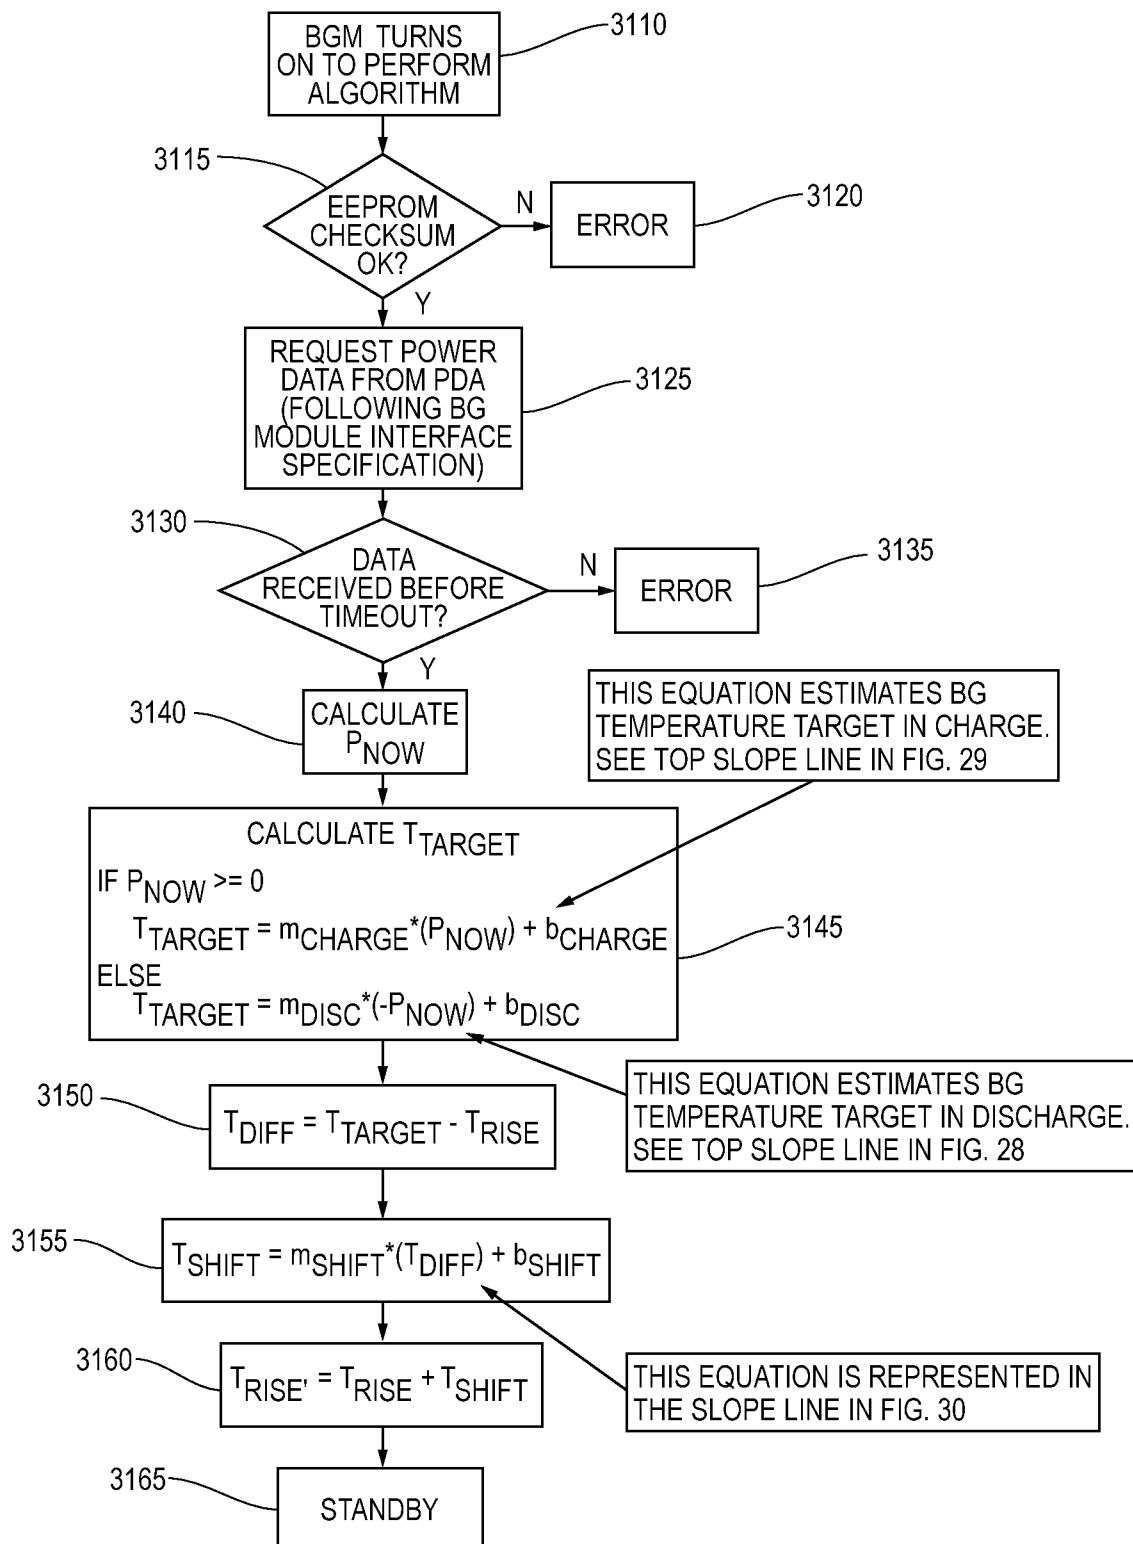 BGM TURNS
ON TO PERFORM
ALGORITHM
3110
3115
EEPROM
CHECKSUM
OK?
N
ERROR
3120
Y
REQUEST POWER
DATA FROM PDA
(FOLLOWING BG
MODULE INTERFACE
SPECIFICATION)
3125
3130
DATA
RECEIVED BEFORE
TIMEOUT?
N
ERROR
3135
Y
3140
CALCULATE
PNOW
THIS EQUATION ESTIMATES BG
TEMPERATURE TARGET IN CHARGE.
SEE TOP SLOPE LINE IN FIG. 29
CALCULATE TTARGET
IF PNOW >= 0
TTARGET = mCHARGE*(PNOW) + bCHARGE
ELSE
TTARGET = mDISC*(-PNOW) + bDISC
3145
THIS EQUATION ESTIMATES BG
TEMPERATURE TARGET IN DISCHARGE.
SEE TOP SLOPE LINE IN FIG. 28
3150
TDIFF = TTARGET - TRISE
3155
TSHIFT = mSHIFT*(TDIFF) + bSHIFT
3160
TRISE' = TRISE + TSHIFT
THIS EQUATION IS REPRESENTED IN
THE SLOPE LINE IN FIG. 30
3165
STANDBY